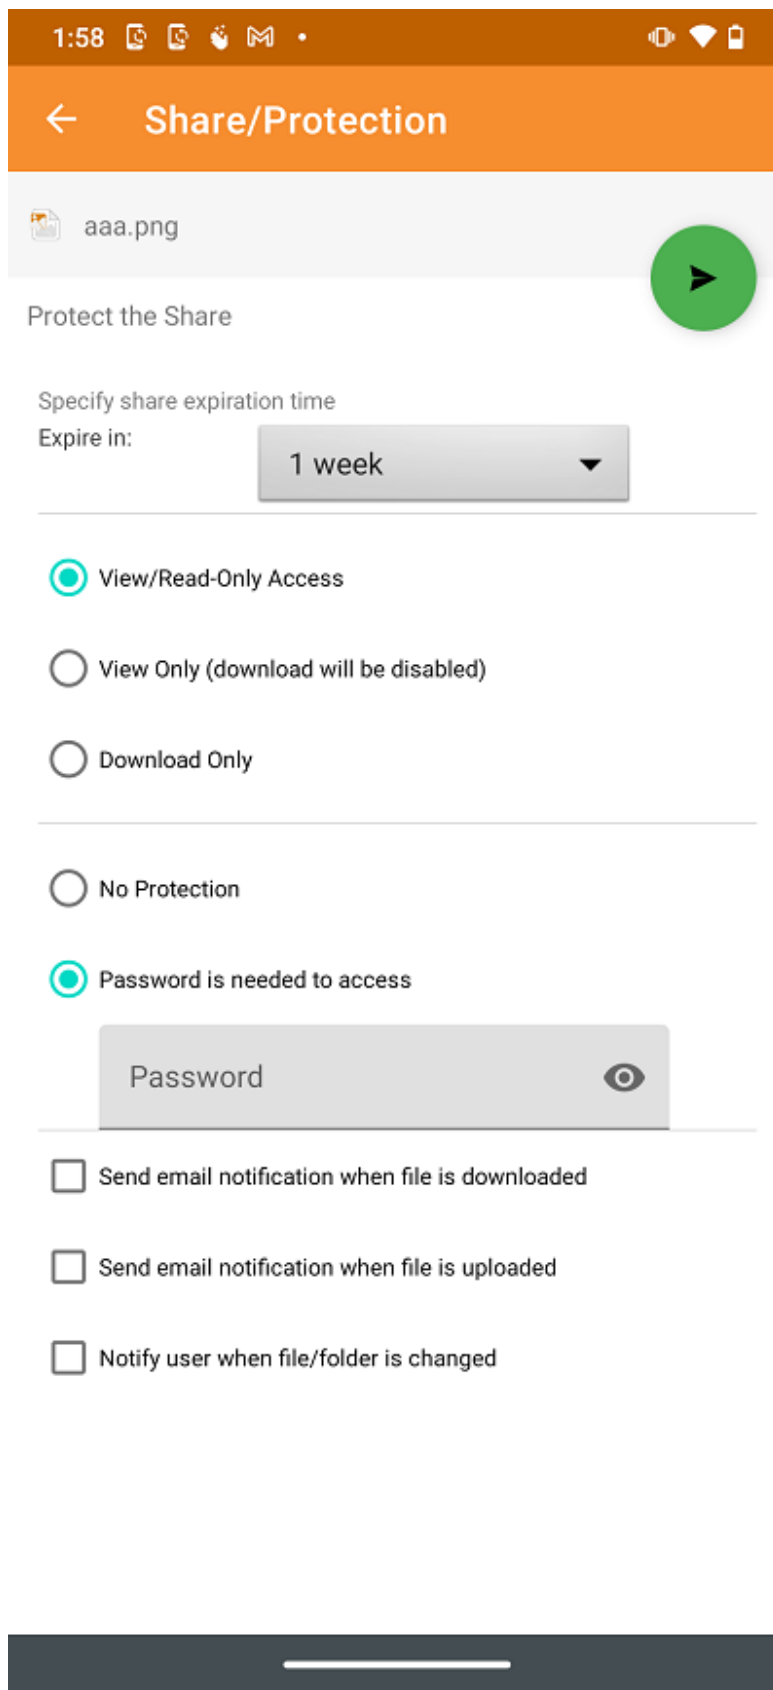 1:58
Share/Protection
aaa.png
Protect the Share
Specify share expiration time
Expire in:
1 week
View/Read-Only Access
View Only (download will be disabled)
Download Only
No Protection
Password is needed to access
Password
Send email notification when file is downloaded
Send email notification when file is uploaded
Notify user when file/folder is changed